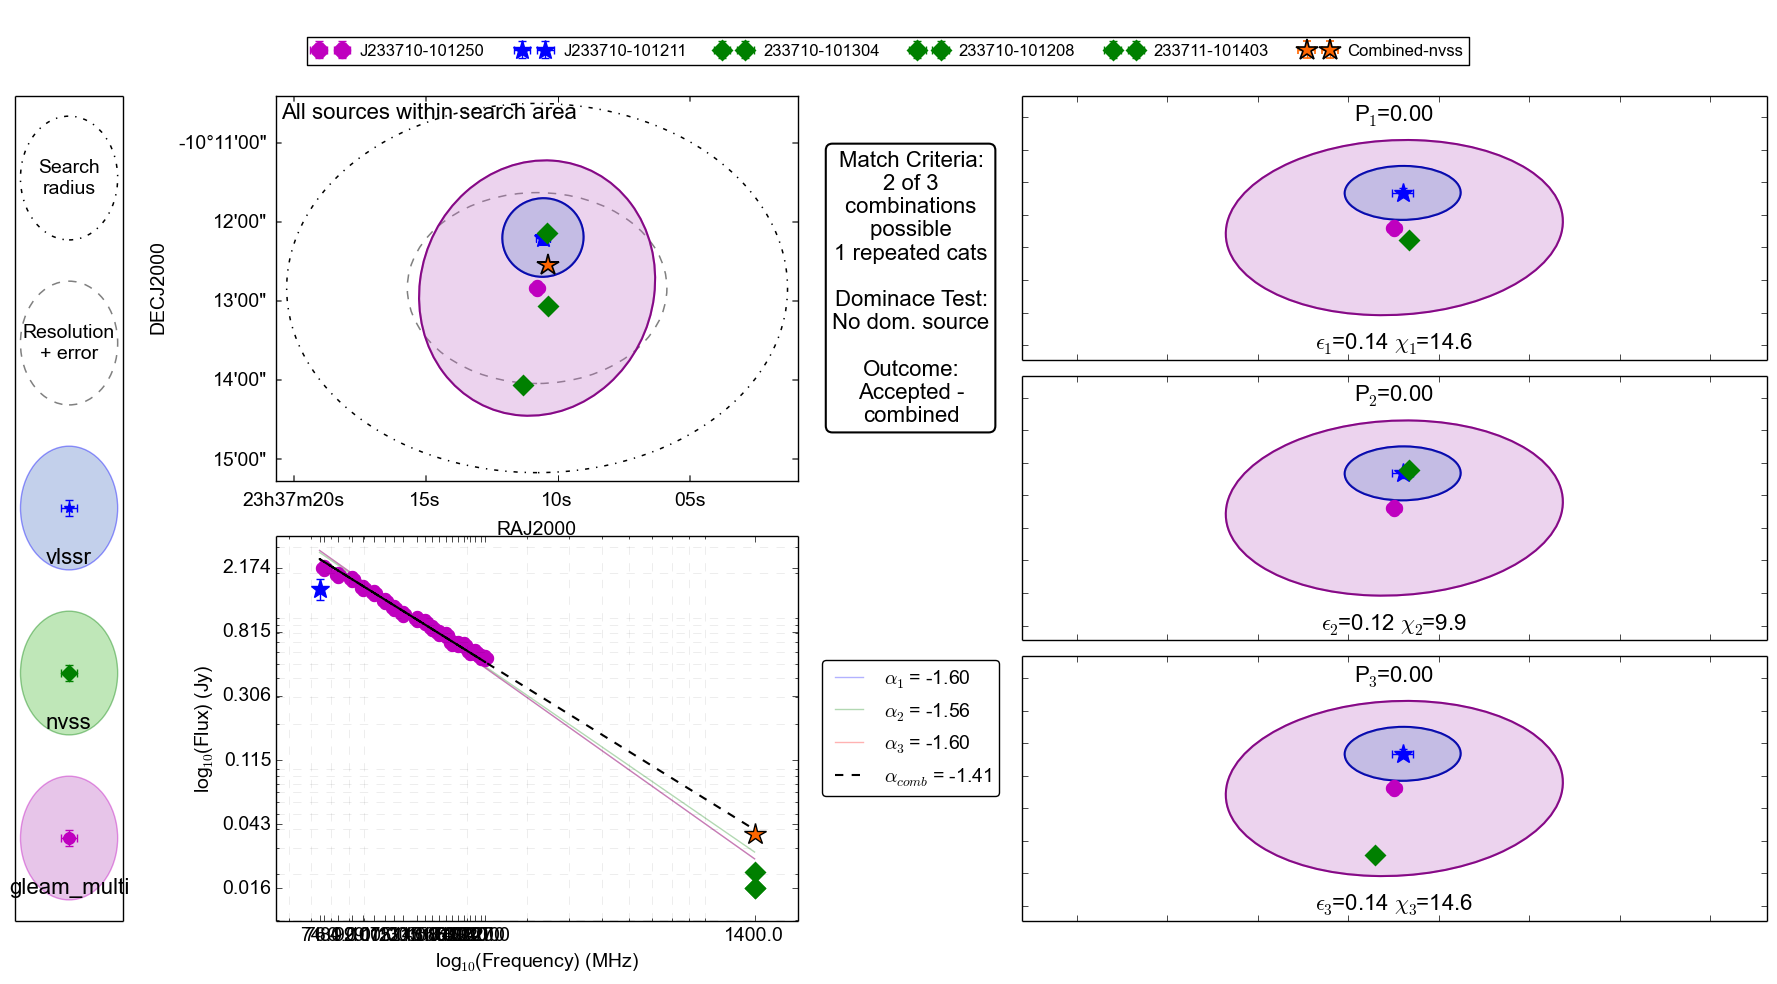 J233710-101250 J233710-101211 233710-101304 233710-101208 233711-101403 Combined-nvss
Search
radius
Resolution
+ error
vlssr
nvss
gleam_multi
All sources within search area
DECJ2000
-10°11'00"
12'00"
13'00"
14'00"
15'00"
23h37m20s 15s 10s 05s
RAJ2000
Match Criteria:
2 of 3
combinations
possible
1 repeated cats
Dominace Test:
No dom. source
Outcome:
Accepted -
combined
log10(Flux) (Jy)
2.174
0.815
0.306
0.115
0.043
0.016
1400.0
log10(Frequency) (MHz)
α1 = -1.60
α2 = -1.56
α3 = -1.60
αcomb = -1.41
P1=0.00
ϵ1=0.14 χ1=14.6
P2=0.00
ϵ2=0.12 χ2=9.9
P3=0.00
ϵ3=0.14 χ3=14.6